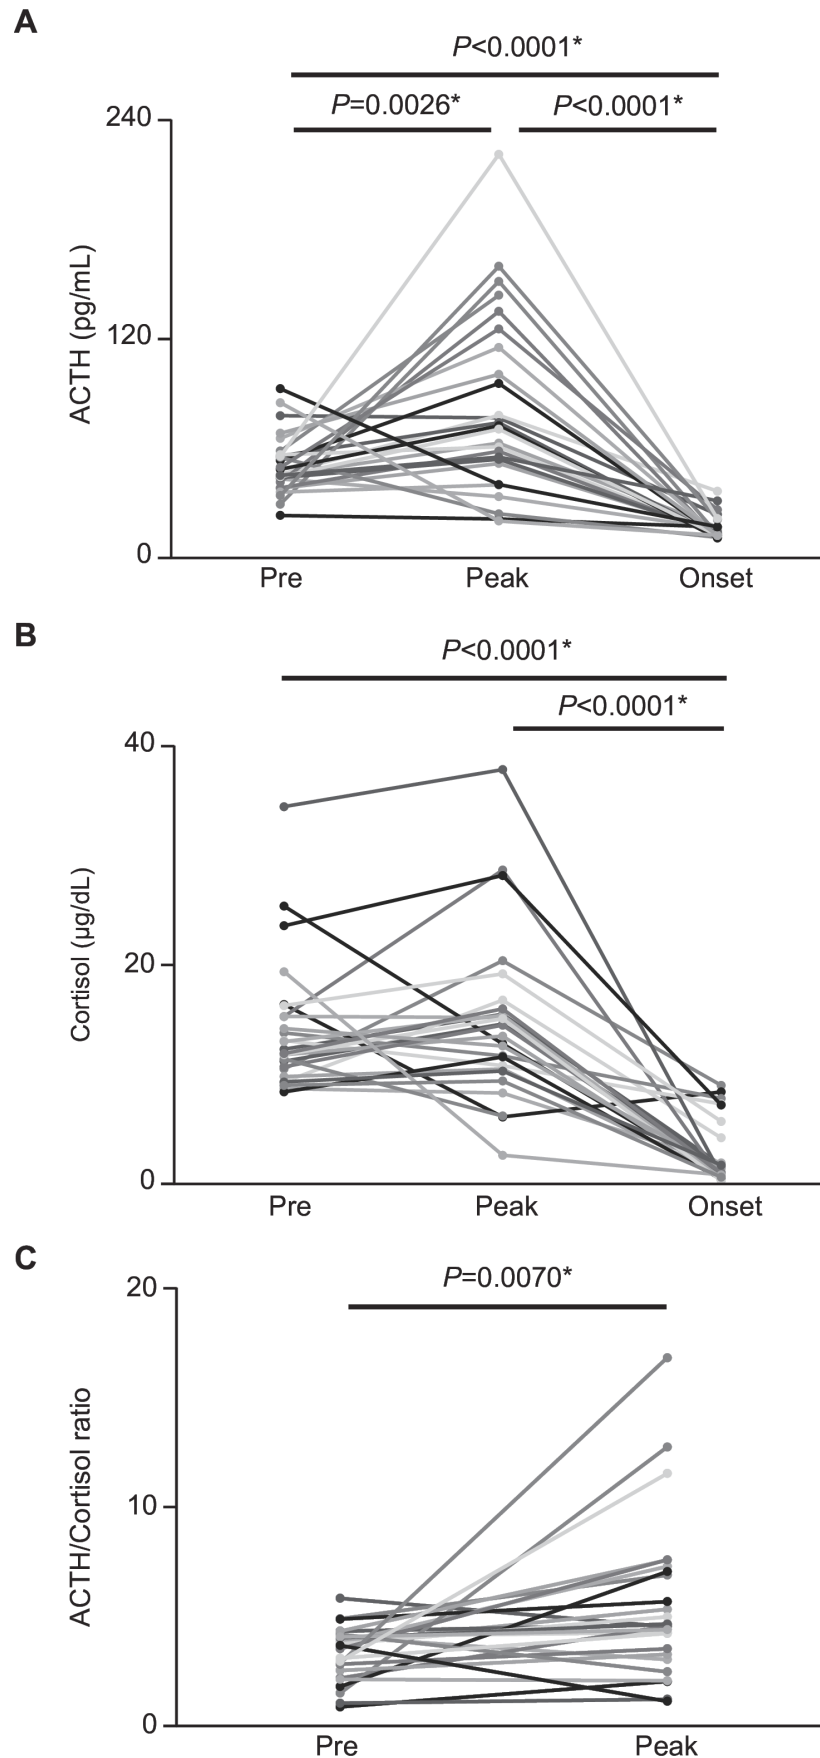 A
P<0.0001*
P=0.0026* P<0.0001*
240
120
0
ACTH (pg/mL)
Pre Peak Onset
B
P<0.0001*
P<0.0001*
40
20
0
Cortisol (μg/dL)
Pre Peak Onset
C
P=0.0070*
20
10
0
ACTH/Cortisol ratio
Pre Peak